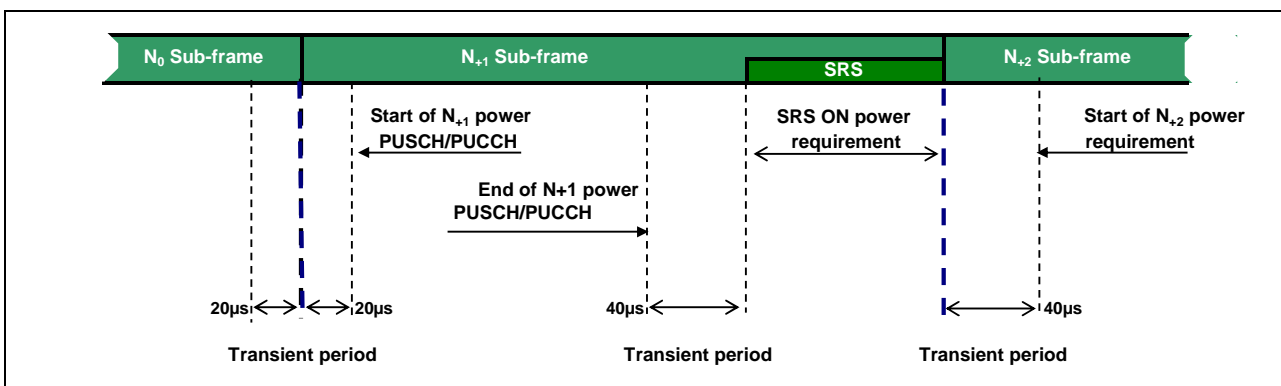 N0 Sub-frame
N+1 Sub-frame
SRS
N+2 Sub-frame
Start of N+1 power
PUSCH/PUCCH
SRS ON power
requirement
Start of N+2 power
requirement
End of N+1 power
PUSCH/PUCCH
20µs
20µs
40µs
40µs
Transient period
Transient period
Transient period